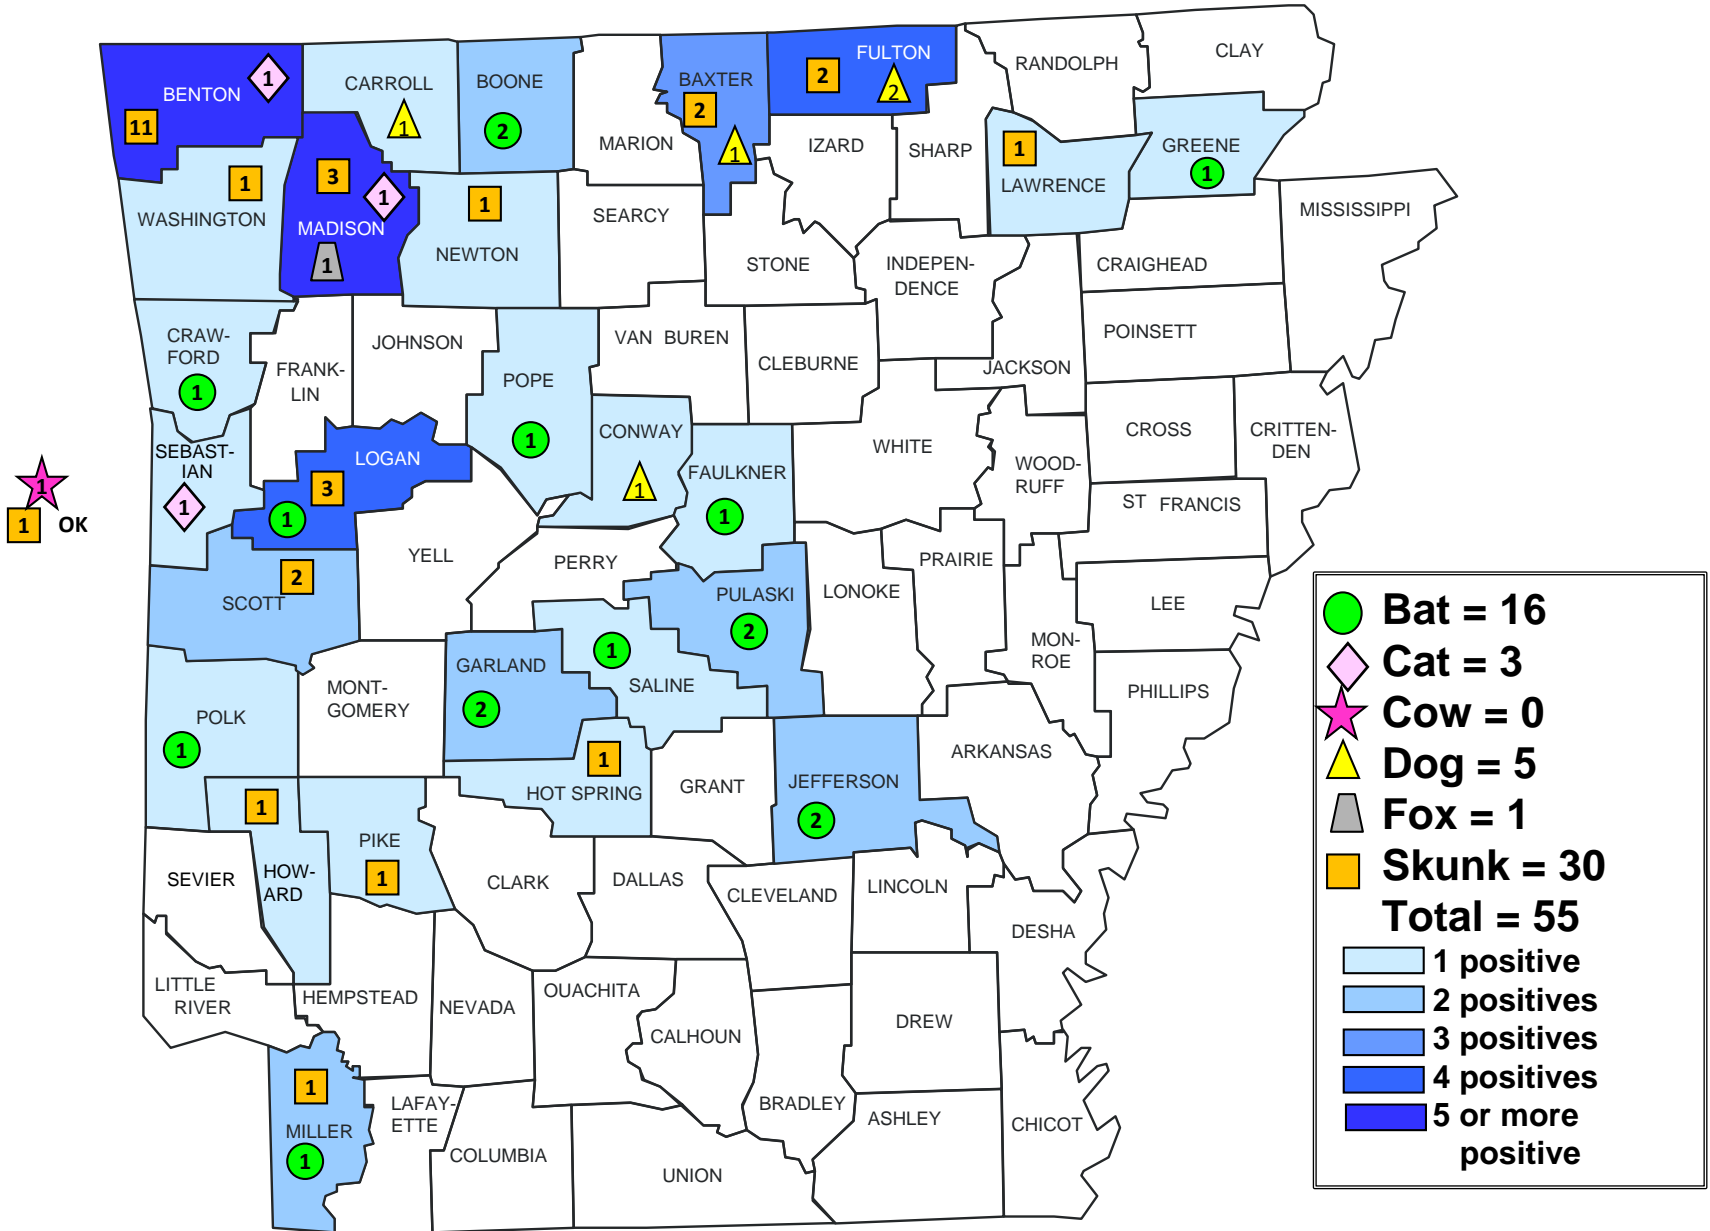 BENTON
1
11
CARROLL
1
BOONE
2
MARION
BAXTER
2
1
FULTON
2
2
RANDOLPH
CLAY
IZARD
SHARP
1
LAWRENCE
GREENE
1
MISSISSIPPI
1
WASHINGTON
3
1
MADISON
1
1
NEWTON
SEARCY
STONE
INDEPEN-
DENCE
CRAIGHEAD
CRAW-
FORD
1
FRANK-
LIN
JOHNSON
POPE
1
VAN BUREN
CLEBURNE
JACKSON
POINSETT
SEBAST-
IAN
1
LOGAN
3
1
CONWAY
1
FAULKNER
1
WHITE
WOOD-
RUFF
CROSS
CRITTEN-
DEN
1
1
OK
ST FRANCIS
YELL
PERRY
2
SCOTT
PULASKI
2
LONOKE
PRAIRIE
LEE
MON-
ROE
PHILLIPS
GARLAND
2
1
SALINE
MONT-
GOMERY
POLK
1
1
HOT SPRING
GRANT
JEFFERSON
2
ARKANSAS
1
HOW-
ARD
PIKE
1
SEVIER
CLARK
DALLAS
CLEVELAND
LINCOLN
DESHA
LITTLE
RIVER
HEMPSTEAD
NEVADA
OUACHITA
CALHOUN
DREW
1
MILLER
1
LAFAY-
ETTE
COLUMBIA
UNION
BRADLEY
ASHLEY
CHICOT
Bat = 16
Cat = 3
Cow = 0
Dog = 5
Fox = 1
Skunk = 30
Total = 55
1 positive
2 positives
3 positives
4 positives
5 or more
positive